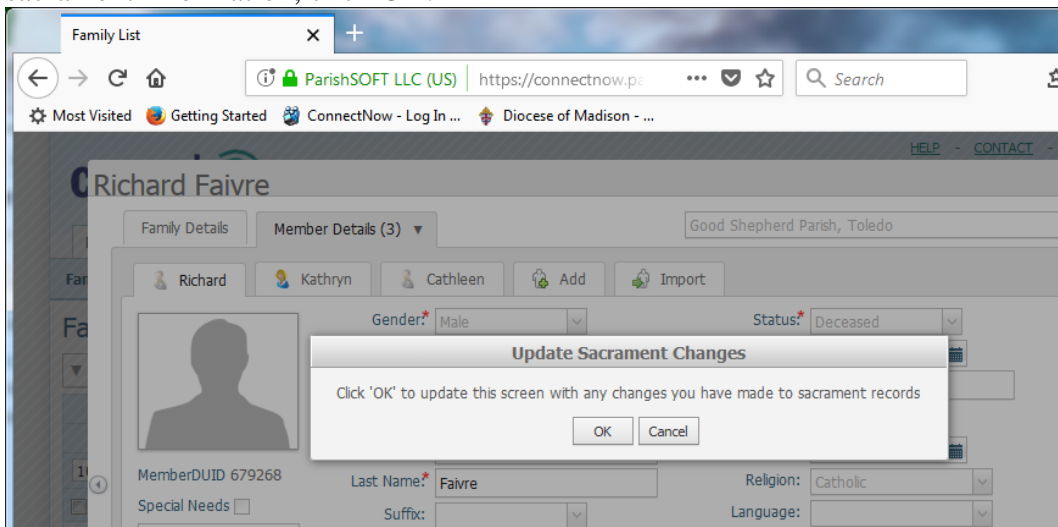 Family List
ParishSOFT LLC (US) https://connectnow.pa
Search
Most Visited Getting Started ConnectNow - Log In ... Diocese of Madison - ...
HELP - CONTACT -
Richard Faivre
Family Details Member Details (3) Good Shepherd Parish, Toledo
Richard Kathryn Cathleen Add Import
Gender:* Male Status:* Deceased
Update Sacrament Changes
Click 'OK' to update this screen with any changes you have made to sacrament records
OK Cancel
MemberDUID 679268
Last Name:* Faivre Religion: Catholic
Special Needs Suffix: Language: